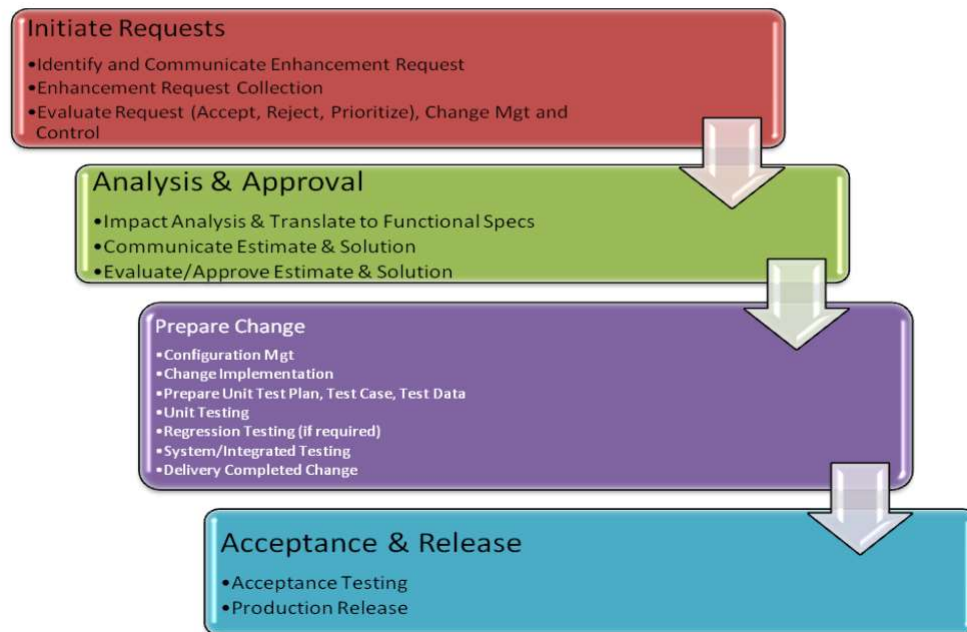 Initiate Requests
•Identify and Communicate Enhancement Request
•Enhancement Request Collection
•Evaluate Request (Accept, Reject, Prioritize), Change Mgt and
Control
Analysis & Approval
•Impact Analysis & Translate to Functional Specs
•Communicate Estimate & Solution
•Evaluate/Approve Estimate & Solution
Prepare Change
•Configuration Mgt
•Change Implementation
•Prepare Unit Test Plan, Test Case, Test Data
•Unit Testing
•Regression Testing (if required)
•System/Integrated Testing
•Delivery Completed Change
Acceptance & Release
•Acceptance Testing
•Production Release